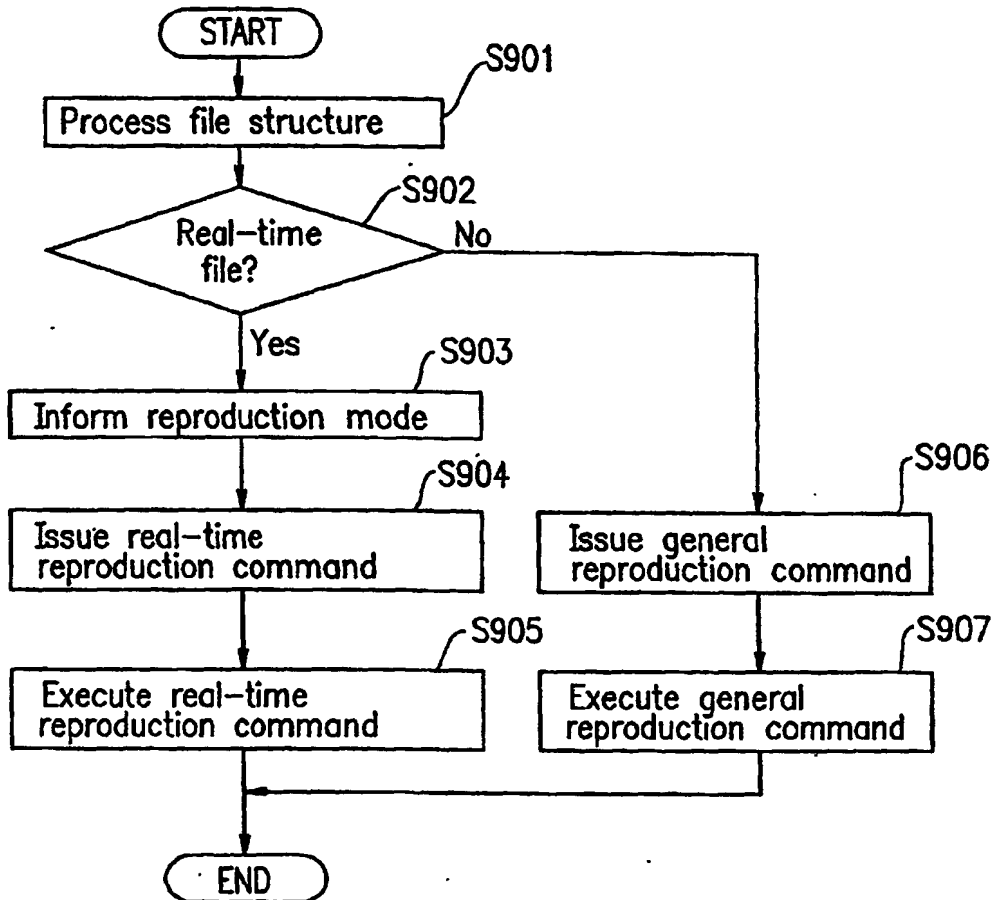 START
S901
Process file structure
S902
Real-time
file?
No
Yes
S903
Inform reproduction mode
S904
Issue real-time
reproduction command
S906
Issue general
reproduction command
S905
Execute real-time
reproduction command
S907
Execute general
reproduction command
END